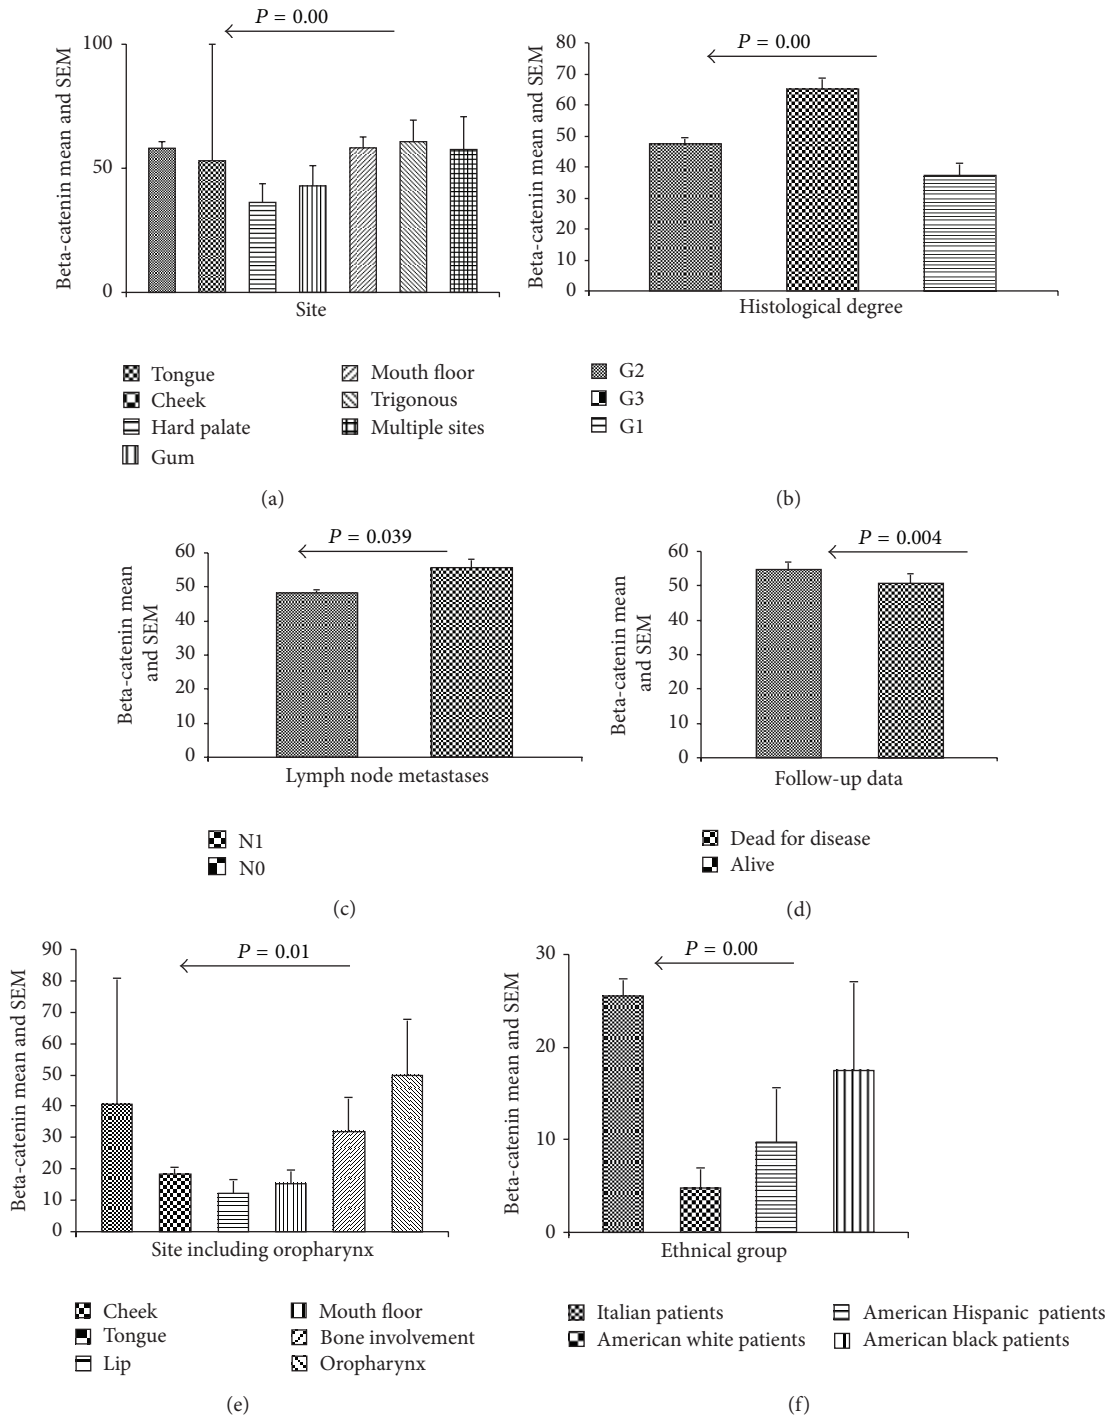 P = 0.00
Beta-catenin mean and SEM
100
50
0
Site
Tongue
Cheek
Hard palate
Gum
Mouth floor
Trigonous
Multiple sites
(a)
P = 0.00
Beta-catenin mean and SEM
80
70
60
50
40
30
20
10
0
Histological degree
G2
G3
G1
(b)
P = 0.039
Beta-catenin mean
and SEM
60
50
40
30
20
10
0
Lymph node metastases
N1
N0
(c)
P = 0.004
Beta-catenin mean
and SEM
60
50
40
30
20
10
0
Follow-up data
Dead for disease
Alive
(d)
P = 0.01
Beta-catenin mean and SEM
90
80
70
60
50
40
30
20
10
0
Site including oropharynx
Cheek
Tongue
Lip
Mouth floor
Bone involvement
Oropharynx
(e)
P = 0.00
Beta-catenin mean and SEM
30
20
10
0
Ethnical group
Italian patients
American white patients
American Hispanic patients
American black patients
(f)